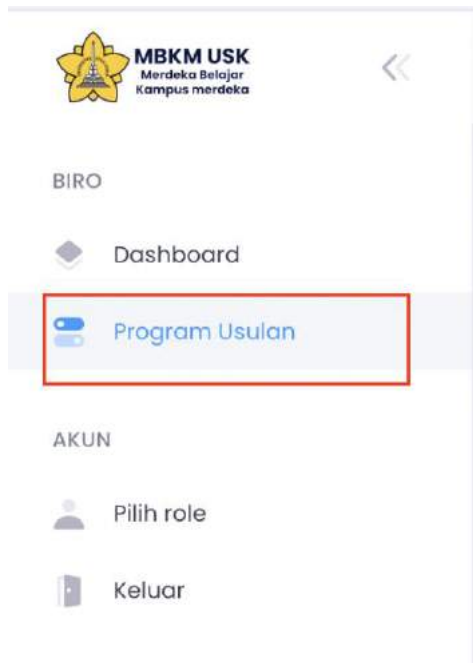 MBKM USK
Merdeka Belajar
Kampus merdeka
BIRO
Dashboard
Program Usulan
AKUN
Pilih role
Keluar